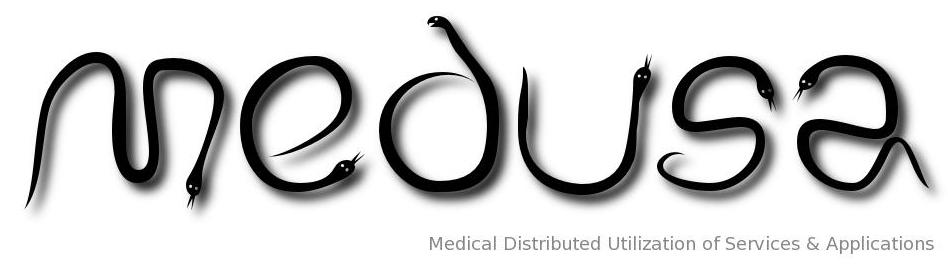 medusa
Medical Distributed Utilization of Services & Applications